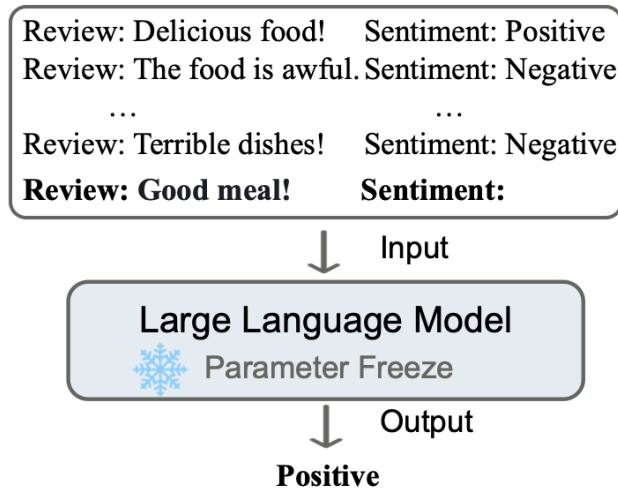 Review: Delicious food! Sentiment: Positive
Review: The food is awful. Sentiment: Negative
... ...
Review: Terrible dishes! Sentiment: Negative
Review: Good meal! Sentiment:
Input
Large Language Model
Parameter Freeze
Output
Positive